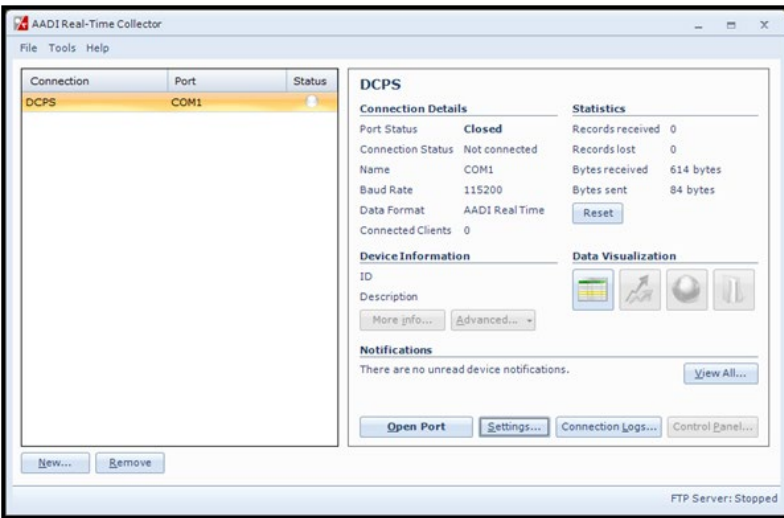 AADI Real-Time Collector
File Tools Help
Connection Port Status
DCPS COM1
DCPS
Connection Details
Port Status Closed
Connection Status Not connected
Name COM1
Baud Rate 115200
Data Format AADI Real Time
Connected Clients 0
Statistics
Records received 0
Records lost 0
Bytes received 614 bytes
Bytes sent 84 bytes
Reset
Device Information
ID
Description
More info... Advanced...
Data Visualization
Notifications
There are no unread device notifications.
View All...
Open Port Settings... Connection Logs... Control Panel...
New... Remove
FTP Server: Stopped